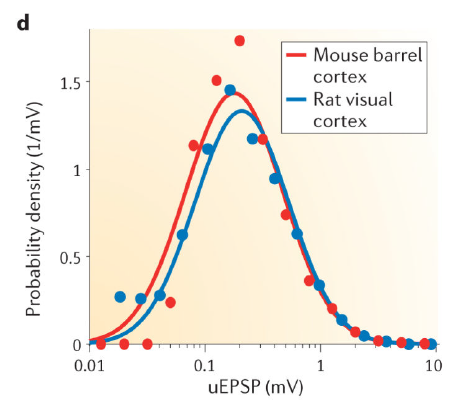 d
Mouse barrel
cortex
Rat visual
cortex
Probability density (1/mV)
1.5
1
0.5
0
0.01
0.1
1
10
uEPSP (mV)